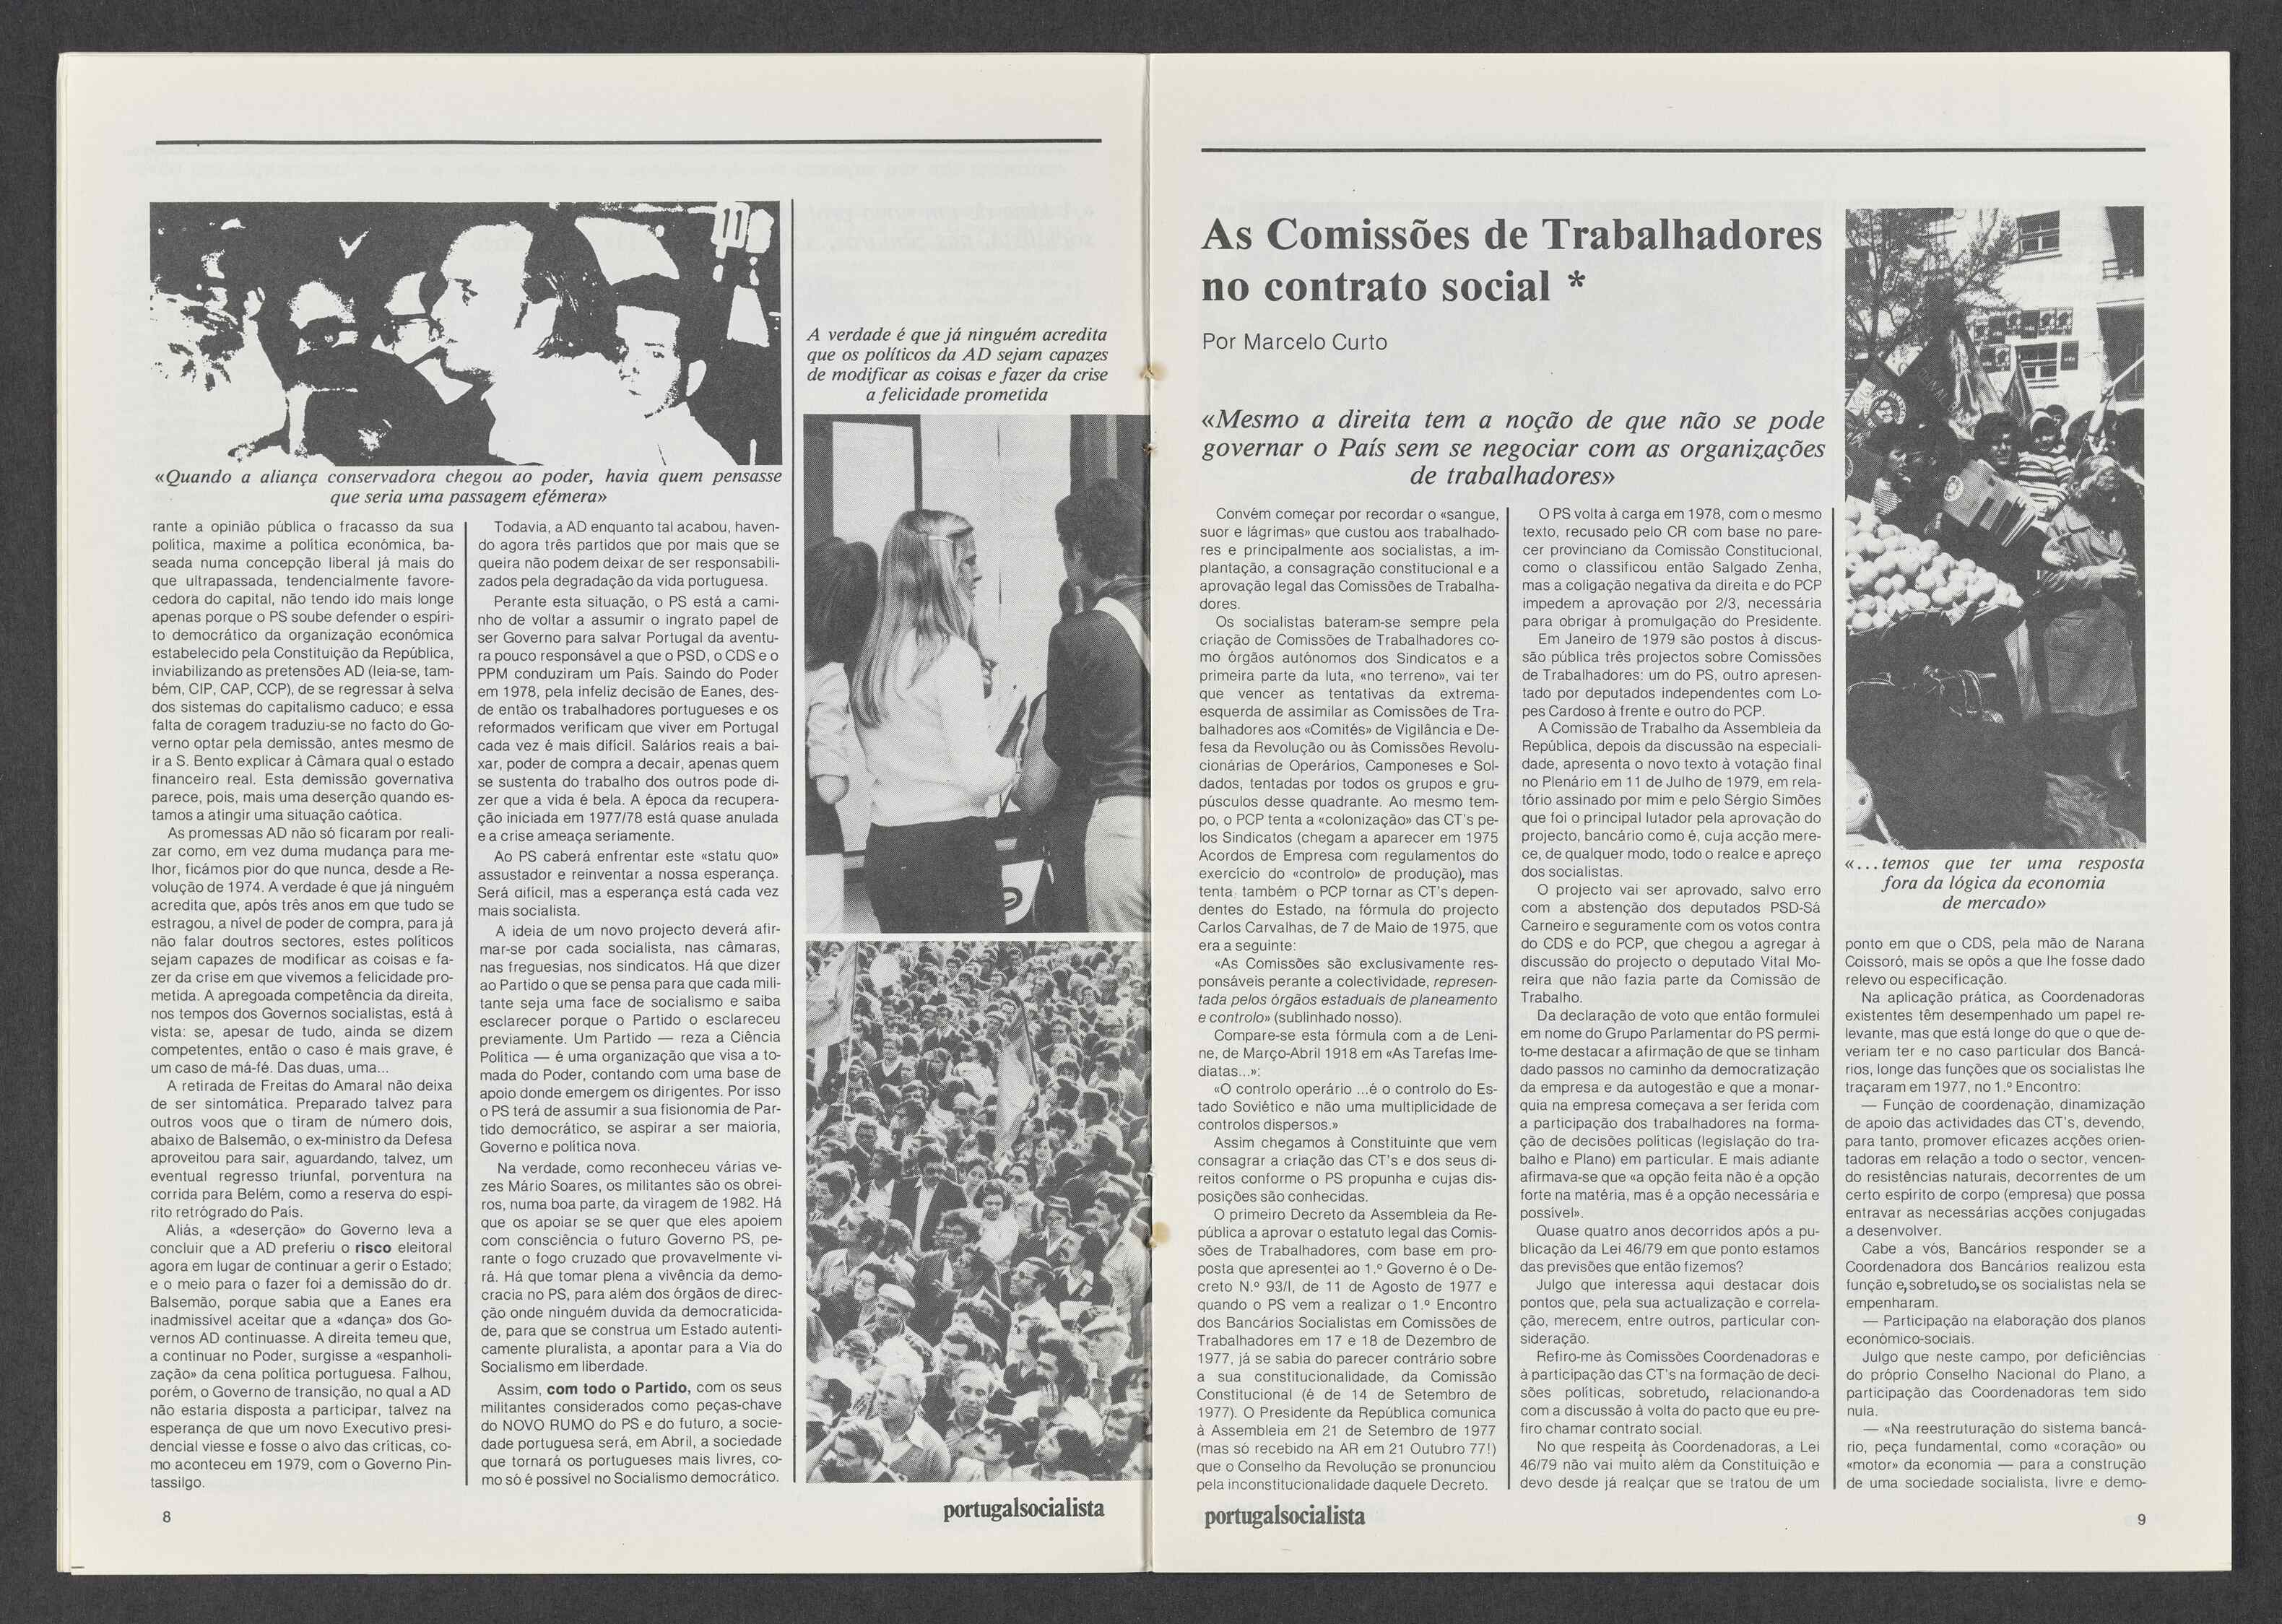 11
«Quando a aliança conservadora chegou ao poder, havia quem pensasse
que seria uma passagem efémera»
rante a opinião pública o fracasso da sua
política, maxime a política económica, ba-
seada numa concepção liberal já mais do
que ultrapassada, tendencialmente favore-
cedora do capital, não tendo ido mais longe
apenas porque o PS soube defender o espíri-
to democrático da organização económica
estabelecido pela Constituição da República,
inviabilizando as pretensões AD (leia-se, tam-
bém, CIP, CAP, CCP), de se regressar à selva
dos sistemas do capitalismo caduco; e essa
falta de coragem traduziu-se no facto do Go-
verno optar pela demissão, antes mesmo de
ir a S. Bento explicar à Câmara qual o estado
financeiro real. Esta demissão governativa
parece, pois, mais uma deserção quando es-
tamos a atingir uma situação caótica.
As promessas AD não só ficaram por reali-
zar como, em vez duma mudança para me-
lhor, ficámos pior do que nunca, desde a Re-
volução de 1974. A verdade é que já ninguém
acredita que, após três anos em que tudo se
estragou, a nível de poder de compra, para já
não falar doutros sectores, estes políticos
sejam capazes de modificar as coisas e fa-
zer da crise em que vivemos a felicidade pro-
metida. A apregoada competência da direita,
nos tempos dos Governos socialistas, está à
vista: se, apesar de tudo, ainda se dizem
competentes, então o caso é mais grave, é
um caso de má-fé. Das duas, uma...
A retirada de Freitas do Amaral não deixa
de ser sintomática. Preparado talvez para
outros voos que o tiram de número dois,
abaixo de Balsemão, o ex-ministro da Defesa
aproveitou para sair, aguardando, talvez, um
eventual regresso triunfal, porventura na
corrida para Belém, como a reserva do espí-
rito retrógrado do País.
Aliás, a «deserção» do Governo leva a
concluir que a AD preferiu o risco eleitoral
agora em lugar de continuar a gerir o Estado;
e o meio para o fazer foi a demissão do dr.
Balsemão, porque sabia que a Eanes era
inadmissível aceitar que a «dança» dos Go-
vernos AD continuasse. A direita temeu que,
a continuar no Poder, surgisse a «espanholi-
zação» da cena política portuguesa. Falhou,
porém, o Governo de transição, no qual a AD
não estaria disposta a participar, talvez na
esperança de que um novo Executivo presi-
dencial viesse e fosse o alvo das críticas, co-
mo aconteceu em 1979, com o Governo Pin-
tassilgo.
Todavia, a AD enquanto tal acabou, haven-
do agora três partidos que por mais que se
queira não podem deixar de ser responsabili-
zados pela degradação da vida portuguesa.
Perante esta situação, o PS está a cami-
nho de voltar a assumir o ingrato papel de
ser Governo para salvar Portugal da aventu-
ra pouco responsável a que o PSD, o CDS e o
PPM conduziram um País. Saindo do Poder
em 1978, pela infeliz decisão de Eanes, des-
de então os trabalhadores portugueses e os
reformados verificam que viver em Portugal
cada vez é mais difícil. Salários reais a bai-
xar, poder de compra a decair, apenas quem
se sustenta do trabalho dos outros pode di-
zer que a vida é bela. A época da recupera-
ção iniciada em 1977/78 está quase anulada
e a crise ameaça seriamente.
Ao PS caberá enfrentar este «statu quo»
assustador e reinventar a nossa esperança.
Será difícil, mas a esperança está cada vez
mais socialista.
A ideia de um novo projecto deverá afir-
mar-se por cada socialista, nas câmaras,
nas freguesias, nos sindicatos. Há que dizer
ao Partido o que se pensa para que cada mili-
tante seja uma face de socialismo e saiba
esclarecer porque o Partido o esclareceu
previamente. Um Partido — reza a Ciência
Política — é uma organização que visa a to-
mada do Poder, contando com uma base de
apoio donde emergem os dirigentes. Por isso
o PS terá de assumir a sua fisionomia de Par-
tido democrático, se aspirar a ser maioria,
Governo e política nova.
Na verdade, como reconheceu várias ve-
zes Mário Soares, os militantes são os obrei-
ros, numa boa parte, da viragem de 1982. Há
que os apoiar se se quer que eles apoiem
com consciência o futuro Governo PS, pe-
rante o fogo cruzado que provavelmente vi-
rá. Há que tomar plena a vivência da demo-
cracia no PS, para além dos órgãos de direc-
ção onde ninguém duvida da democraticida-
de, para que se construa um Estado autenti-
camente pluralista, a apontar para a Via do
Socialismo em liberdade.
Assim, com todo o Partido, com os seus
militantes considerados como peças-chave
do NOVO RUMO do PS e do futuro, a socie-
dade portuguesa será, em Abril, a sociedade
que tornará os portugueses mais livres, co-
mo só é possível no Socialismo democrático.
A verdade é que já ninguém acredita
que os políticos da AD sejam capazes
de modificar as coisas e fazer da crise
a felicidade prometida
8
portugalsocialista
As Comissões de Trabalhadores
no contrato social *
Por Marcelo Curto
«Mesmo a direita tem a noção de que não se pode
governar o País sem se negociar com as organizações
de trabalhadores»
Convém começar por recordar o «sangue,
suor e lágrimas» que custou aos trabalhado-
res e principalmente aos socialistas, a im-
plantação, a consagração constitucional e a
aprovação legal das Comissões de Trabalha-
dores.
Os socialistas bateram-se sempre pela
criação de Comissões de Trabalhadores co-
mo órgãos autónomos dos Sindicatos e a
primeira parte da luta, «no terreno», vai ter
que vencer as tentativas da extrema-
esquerda de assimilar as Comissões de Tra-
balhadores aos «Comités» de Vigilância e De-
fesa da Revolução ou às Comissões Revolu-
cionárias de Operários, Camponeses e Sol-
dados, tentadas por todos os grupos e gru-
púsculos desse quadrante. Ao mesmo tem-
po, o PCP tenta a «colonização» das CT's pe-
los Sindicatos (chegam a aparecer em 1975
Acordos de Empresa com regulamentos do
exercício do «controlo» de produção), mas
tenta também o PCP tornar as CT's depen-
dentes do Estado, na fórmula do projecto
Carlos Carvalhas, de 7 de Maio de 1975, que
era a seguinte:
«As Comissões são exclusivamente res-
ponsáveis perante a colectividade, represen-
tada pelos órgãos estaduais de planeamento
e controlo» (sublinhado nosso).
Compare-se esta fórmula com a de Leni-
ne, de Março-Abril 1918 em «As Tarefas Ime-
diatas...»:
«O controlo operário ...é o controlo do Es-
tado Soviético e não uma multiplicidade de
controlos dispersos.»
Assim chegamos à Constituinte que vem
consagrar a criação das CT's e dos seus di-
reitos conforme o PS propunha e cujas dis-
posições são conhecidas.
O primeiro Decreto da Assembleia da Re-
pública a aprovar o estatuto legal das Comis-
sões de Trabalhadores, com base em pro-
posta que apresentei ao 1.º Governo é o De-
creto N.º 93/I, de 11 de Agosto de 1977 e
quando o PS vem a realizar o 1.º Encontro
dos Bancários Socialistas em Comissões de
Trabalhadores em 17 e 18 de Dezembro de
1977, já se sabia do parecer contrário sobre
a sua constitucionalidade, da Comissão
Constitucional (é de 14 de Setembro de
1977). O Presidente da República comunica
à Assembleia em 21 de Setembro de 1977
(mas só recebido na AR em 21 Outubro 77!)
que o Conselho da Revolução se pronunciou
pela inconstitucionalidade daquele Decreto.
O PS volta à carga em 1978, com o mesmo
texto, recusado pelo CR com base no pare-
cer provinciano da Comissão Constitucional,
como o classificou então Salgado Zenha,
mas a coligação negativa da direita e do PCP
impedem a aprovação por 2/3, necessária
para obrigar à promulgação do Presidente.
Em Janeiro de 1979 são postos à discus-
são pública três projectos sobre Comissões
de Trabalhadores: um do PS, outro apresen-
tado por deputados independentes com Lo-
pes Cardoso à frente e outro do PCP.
A Comissão de Trabalho da Assembleia da
República, depois da discussão na especiali-
dade, apresenta o novo texto à votação final
no Plenário em 11 de Julho de 1979, em rela-
tório assinado por mim e pelo Sérgio Simões
que foi o principal lutador pela aprovação do
projecto, bancário como é, cuja acção mere-
ce, de qualquer modo, todo o realce e apreço
dos socialistas.
O projecto vai ser aprovado, salvo erro
com a abstenção dos deputados PSD-Sá
Carneiro e seguramente com os votos contra
do CDS e do PCP, que chegou a agregar à
discussão do projecto o deputado Vital Mo-
reira que não fazia parte da Comissão de
Trabalho.
Da declaração de voto que então formulei
em nome do Grupo Parlamentar do PS permi-
to-me destacar a afirmação de que se tinham
dado passos no caminho da democratização
da empresa e da autogestão e que a monar-
quia na empresa começava a ser ferida com
a participação dos trabalhadores na forma-
ção de decisões políticas (legislação do tra-
balho e Plano) em particular. E mais adiante
afirmava-se que «a opção feita não é a opção
forte na matéria, mas é a opção necessária e
possível».
Quase quatro anos decorridos após a pu-
blicação da Lei 46/79 em que ponto estamos
das previsões que então fizemos?
Julgo que interessa aqui destacar dois
pontos que, pela sua actualização e correla-
ção, merecem, entre outros, particular con-
sideração.
Refiro-me às Comissões Coordenadoras e
à participação das CT's na formação de deci-
sões políticas, sobretudo, relacionando-a
com a discussão à volta do pacto que eu pre-
firo chamar contrato social.
No que respeita às Coordenadoras, a Lei
46/79 não vai muito além da Constituição e
devo desde já realçar que se tratou de um
«...temos que ter uma resposta
fora da lógica da economia
de mercado»
ponto em que o CDS, pela mão de Narana
Coissoró, mais se opôs a que lhe fosse dado
relevo ou especificação.
Na aplicação prática, as Coordenadoras
existentes têm desempenhado um papel re-
levante, mas que está longe do que o que de-
veriam ter e no caso particular dos Bancá-
rios, longe das funções que os socialistas lhe
traçaram em 1977, no 1.º Encontro:
— Função de coordenação, dinamização
de apoio das actividades das CT's, devendo,
para tanto, promover eficazes acções orien-
tadoras em relação a todo o sector, vencen-
do resistências naturais, decorrentes de um
certo espírito de corpo (empresa) que possa
entravar as necessárias acções conjugadas
a desenvolver.
Cabe a vós, Bancários responder se a
Coordenadora dos Bancários realizou esta
função e, sobretudo, se os socialistas nela se
empenharam.
— Participação na elaboração dos planos
económico-sociais.
Julgo que neste campo, por deficiências
do próprio Conselho Nacional do Plano, a
participação das Coordenadoras tem sido
nula.
— «Na reestruturação do sistema bancá-
rio, peça fundamental, como «coração» ou
«motor» da economia — para a construção
de uma sociedade socialista, livre e demo-
portugalsocialista
9